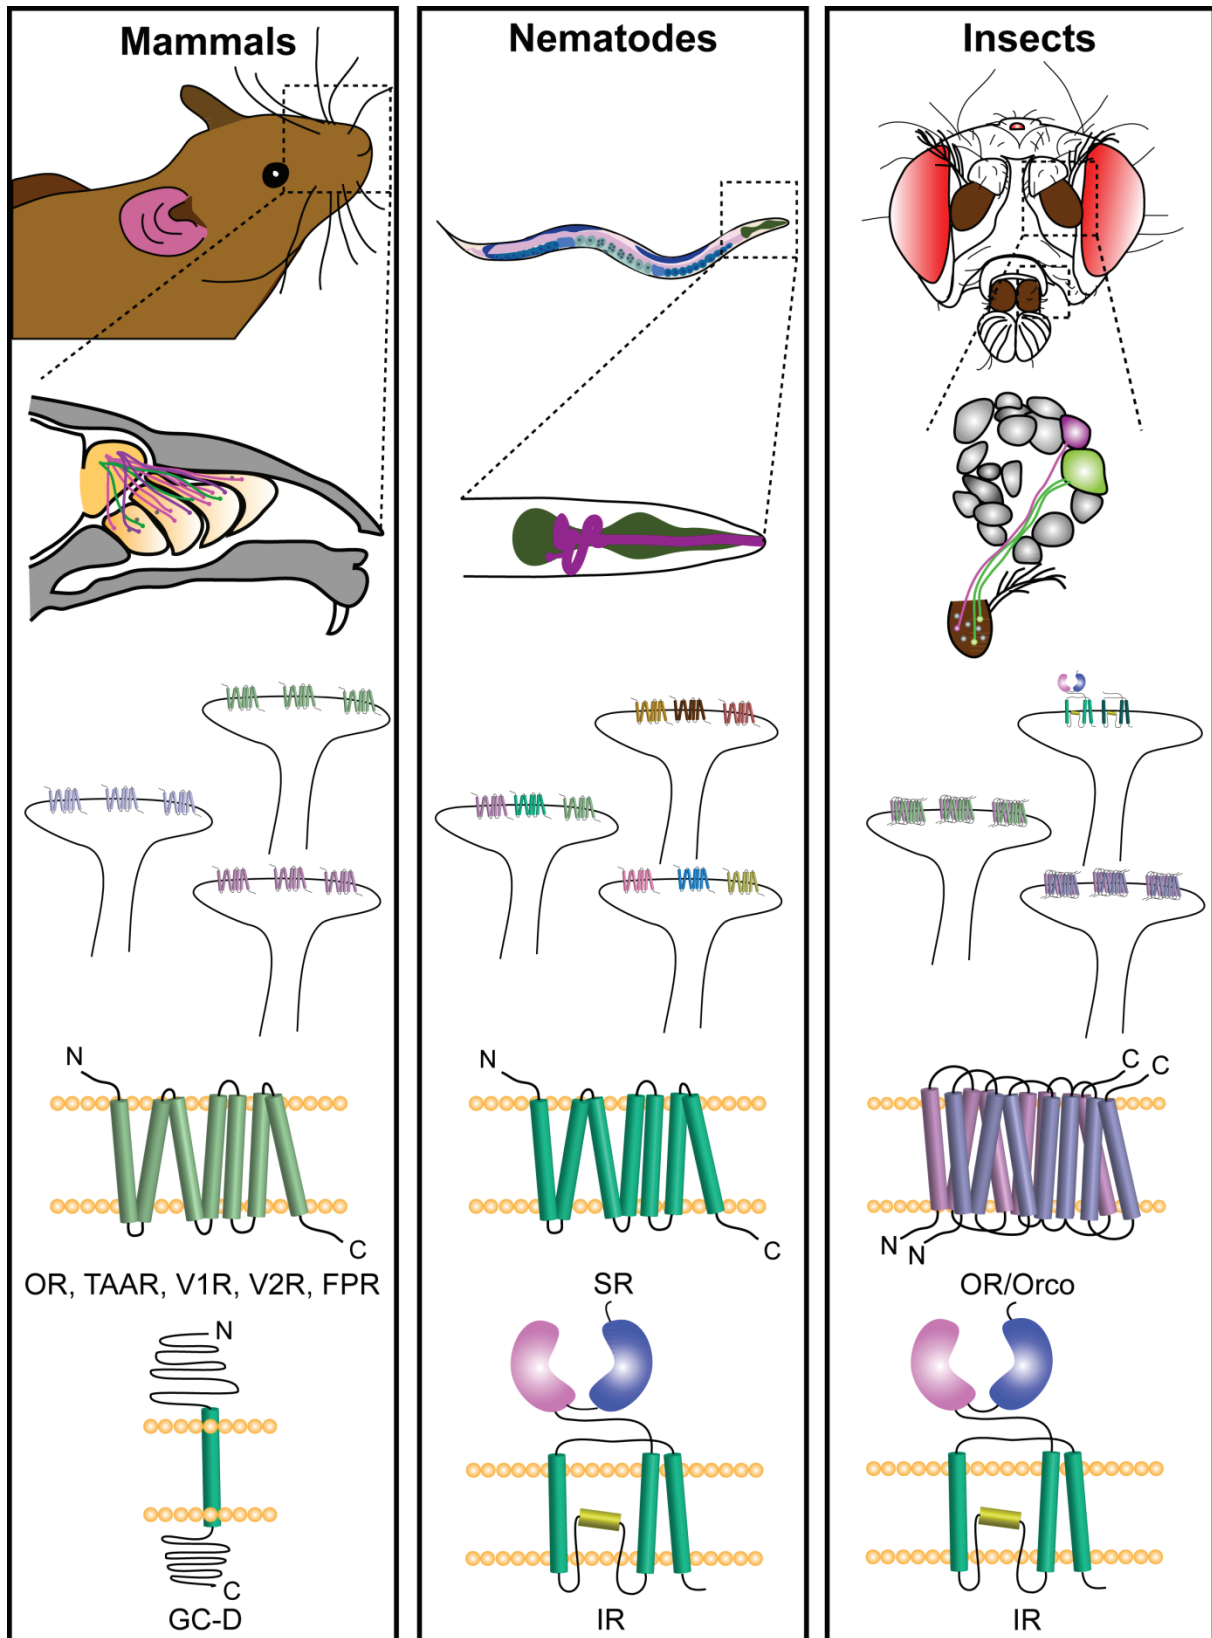 Mammals
N
C
OR, TAAR, V1R, V2R, FPR
N
C
GC-D
Nematodes
N
C
SR
IR
Insects
C
C
N
N
OR/Orco
IR